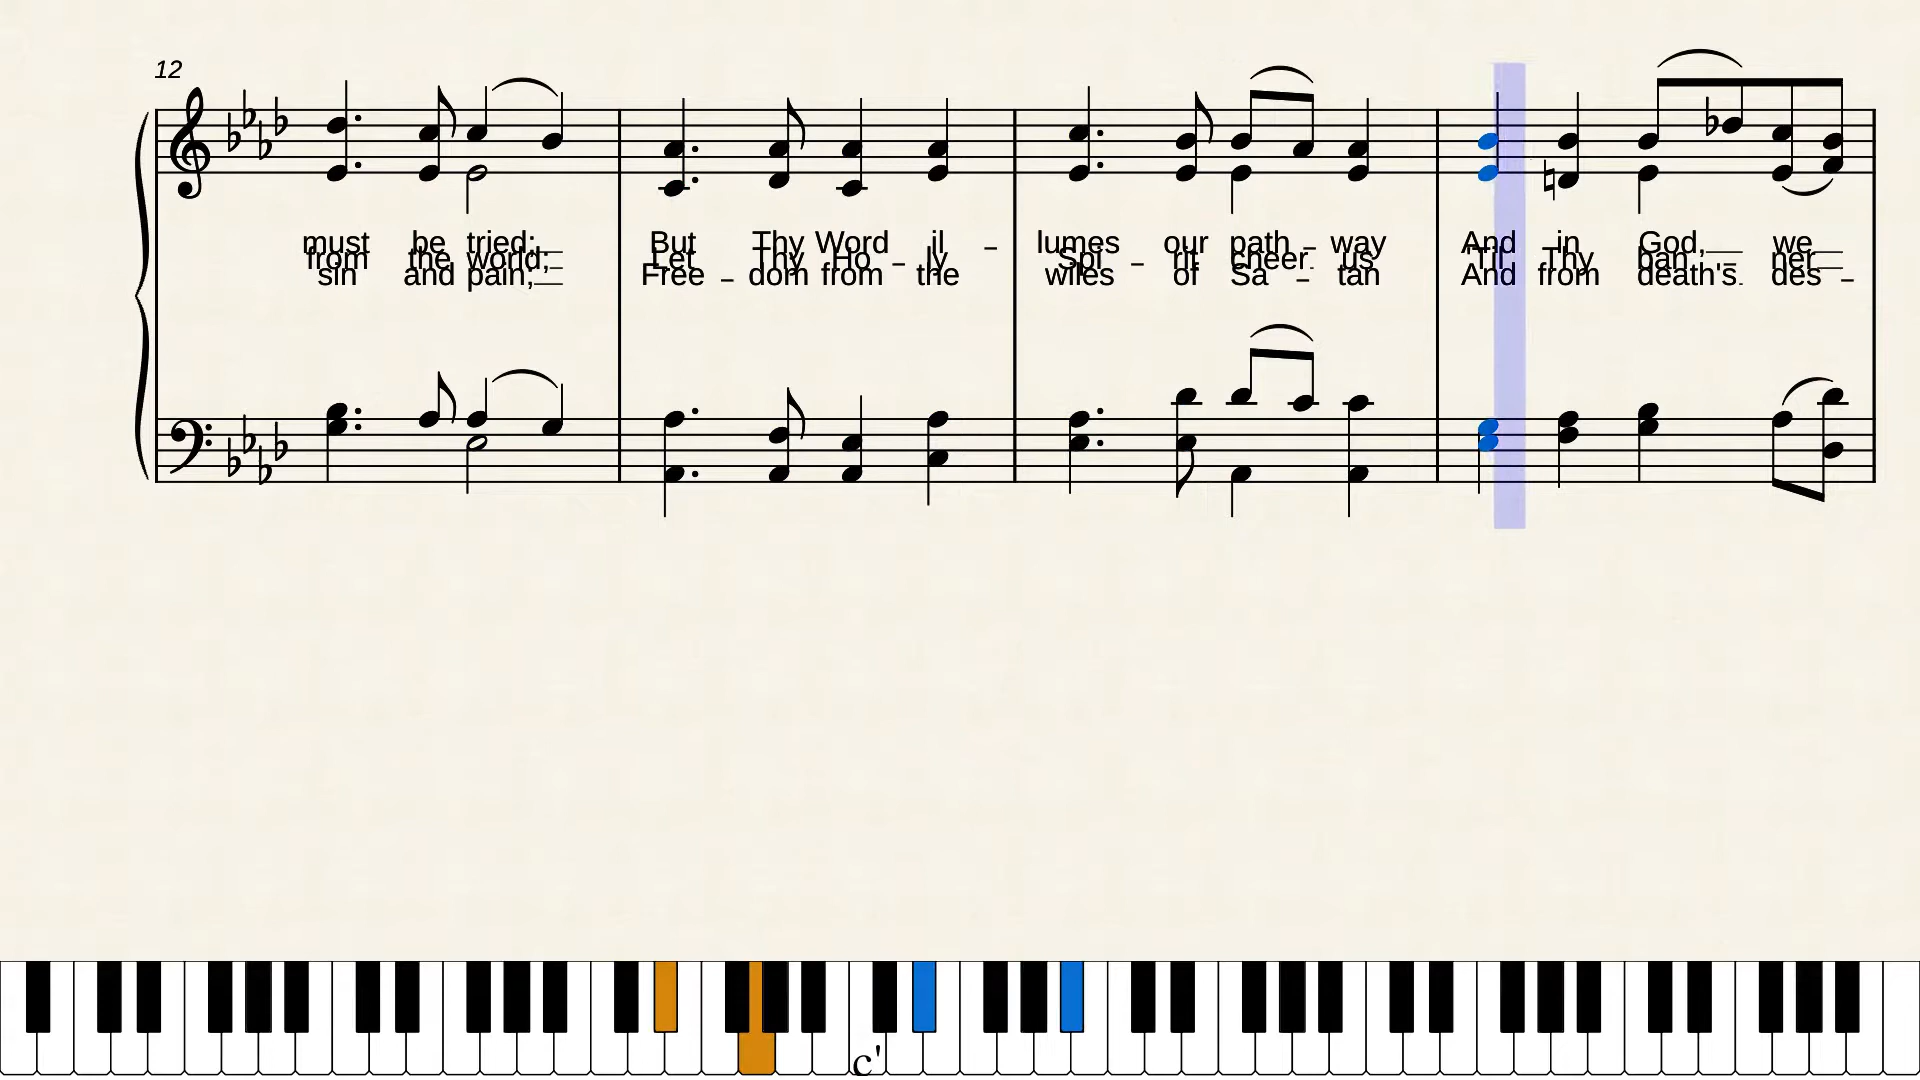 12
must be tried; But Thy Word il – lumes our path – way And in God, we
from the world; Let Thy Ho – ly Spi – rit cheer us 'Til Thy ban – ner
sin and pain; Free – dom from the wiles of Sa – tan And from death's des –
c'